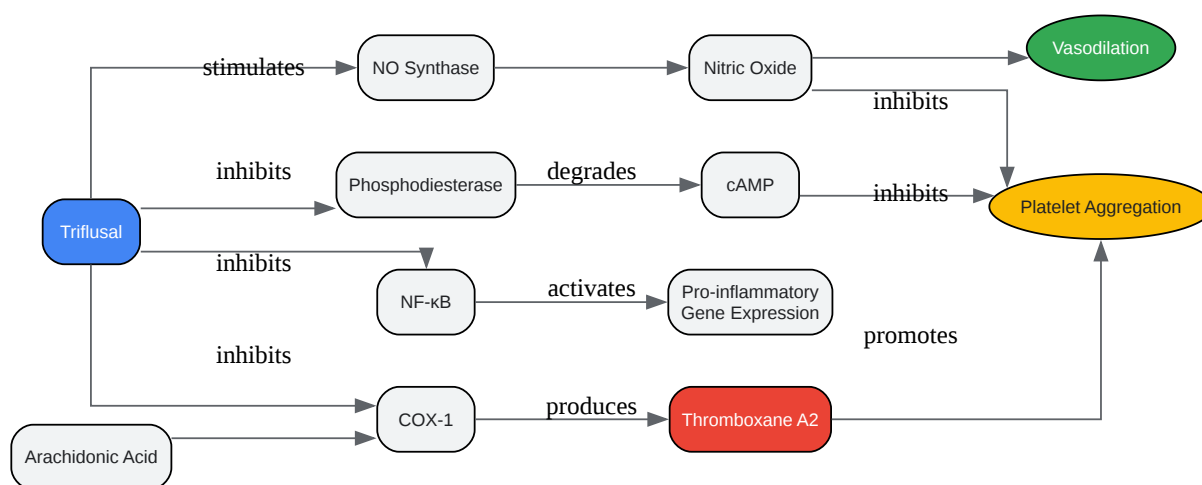 stimulates
NO Synthase
Nitric Oxide
Vasodilation
inhibits
inhibits
Phosphodiesterase
degrades
cAMP
inhibits
Platelet Aggregation
Triflusal
inhibits
NF-κB
activates
Pro-inflammatory
Gene Expression
promotes
inhibits
COX-1
produces
Thromboxane A2
Arachidonic Acid